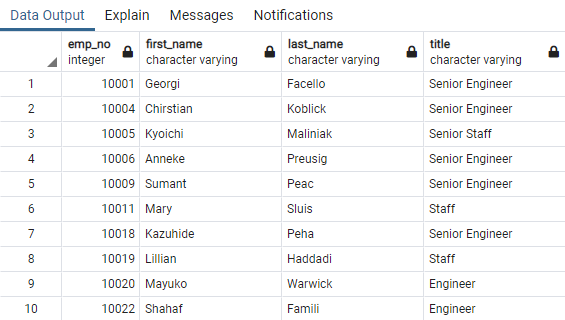 Data Output Explain Messages Notifications
emp_no first_name last_name title
integer character varying character varying character varying
1 10001 Georgi Facello Senior Engineer
2 10004 Chirstian Koblick Senior Engineer
3 10005 Kyoichi Maliniak Senior Staff
4 10006 Anneke Preusig Senior Engineer
5 10009 Sumant Peac Senior Engineer
6 10011 Mary Sluis Staff
7 10018 Kazuhide Peha Senior Engineer
8 10019 Lillian Haddadi Staff
9 10020 Mayuko Warwick Engineer
10 10022 Shahaf Famili Engineer